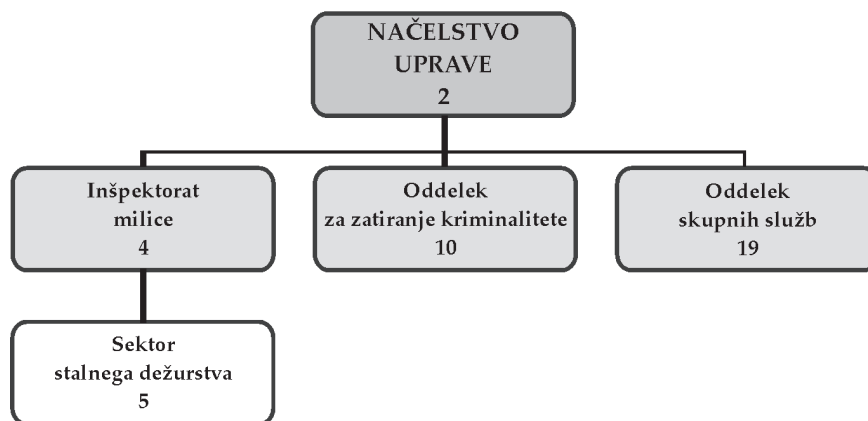 NAČELSTVO
UPRAVE
2
Inšpektorat
milice
4
Oddelek
za zatiranje kriminalitete
10
Oddelek
skupnih služb
19
Sektor
stalnega dežurstva
5